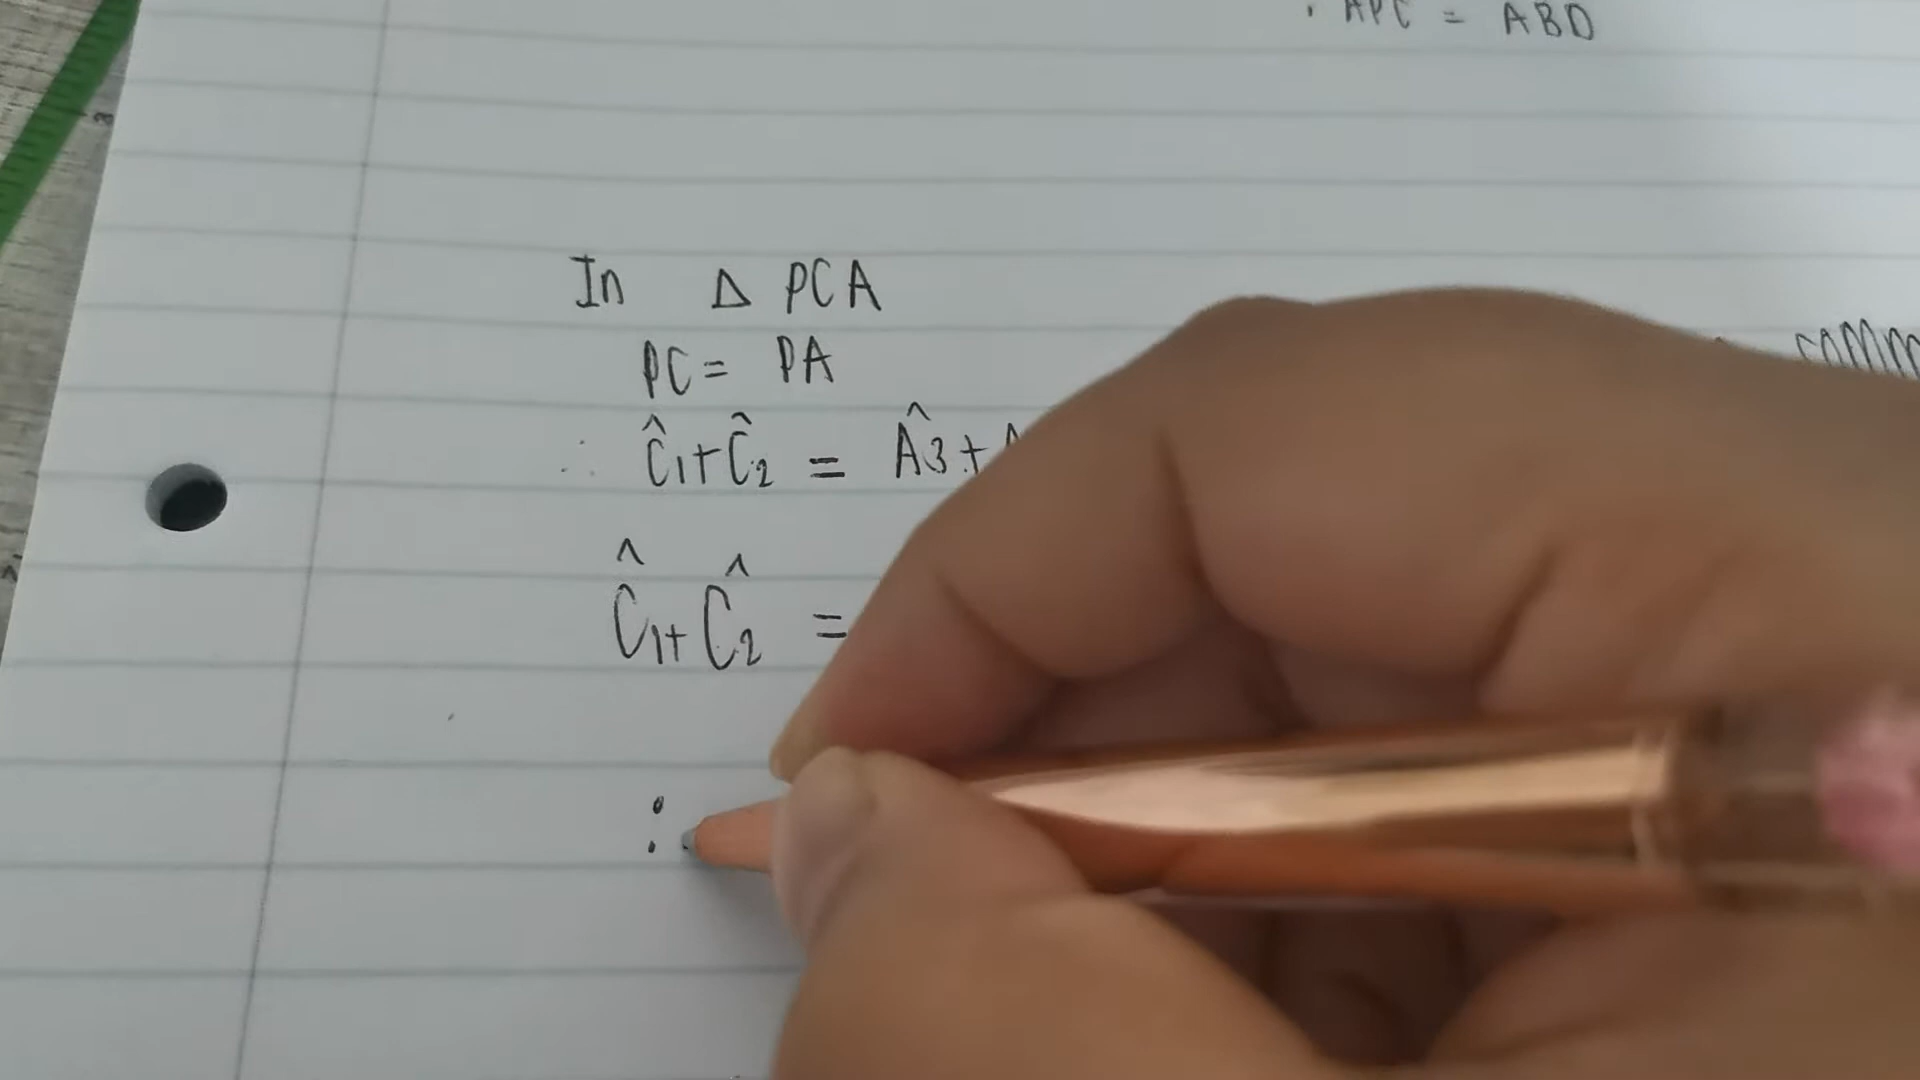 APC = ABD
In Δ PCA
PC = PA
∴ Ĉ1+Ĉ2 = Â3+
Ĉ1+Ĉ2 =
: